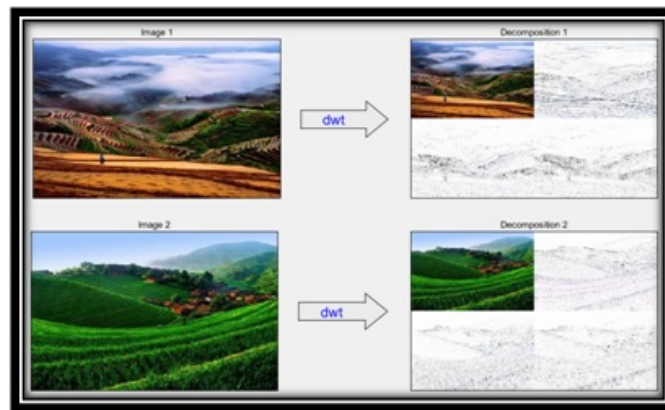 Image 1
Decomposition 1
dwt
Image 2
Decomposition 2
dwt